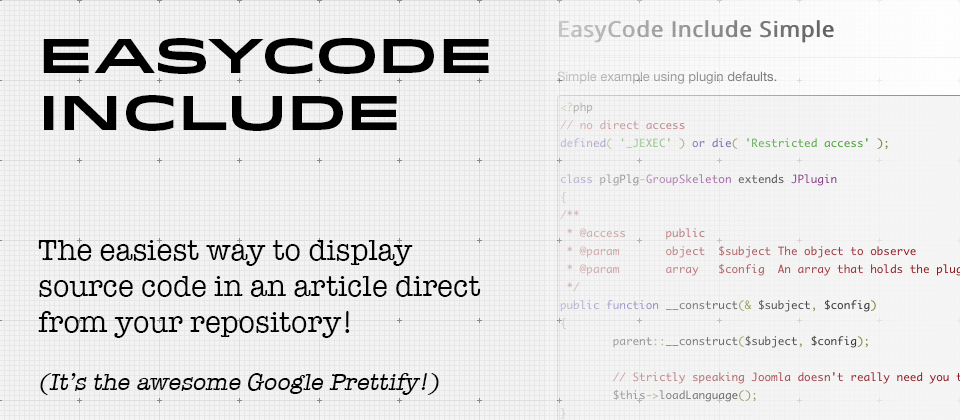 EASYCODE
INCLUDE
The easiest way to display
source code in an article direct
from your repository!
(It's the awesome Google Prettify!)
EasyCode Include Simple
Simple example using plugin defaults.
<?php
// no direct access
defined( '_JEXEC' ) or die( 'Restricted access' );
class plgPlg-GroupSkeleton extends JPlugin
{
/**
* @access public
* @param object $subject The object to observe
* @param array $config An array that holds the plug
*/
public function __construct(& $subject, $config)
{
parent::__construct($subject, $config);
// Strictly speaking Joomla doesn't really need you t
$this->loadLanguage();
}